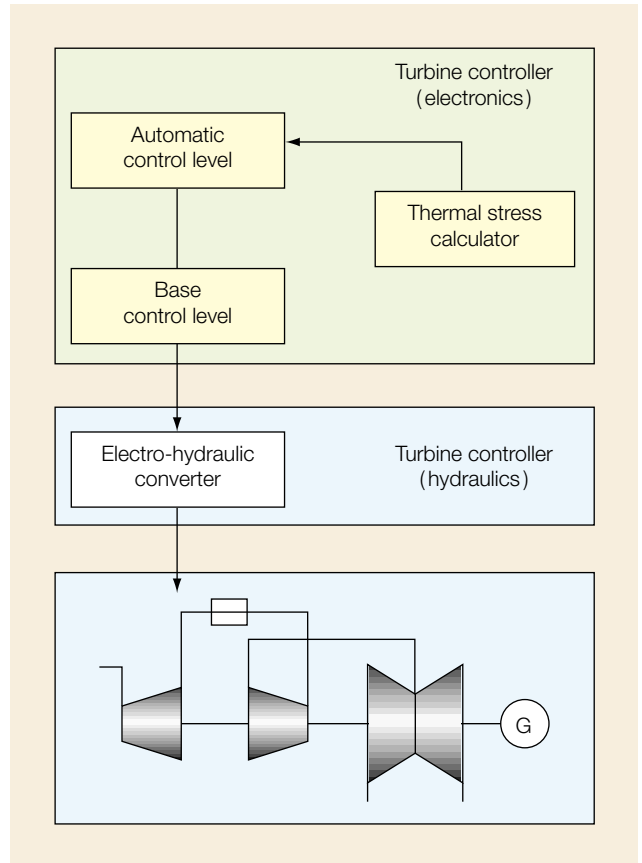 Turbine controller
(electronics)
Automatic
control level
Thermal stress
calculator
Base
control level
Electro-hydraulic
converter
Turbine controller
(hydraulics)
G